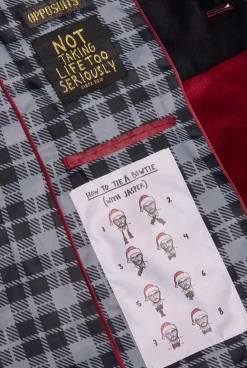 OPPOSUITS
NOT
TAKING
LIFE TOO
SERIOUSLY
HOW TO TIE A BOWTIE
(WITH JASPER)
1
2
3
4
5
6
7
8